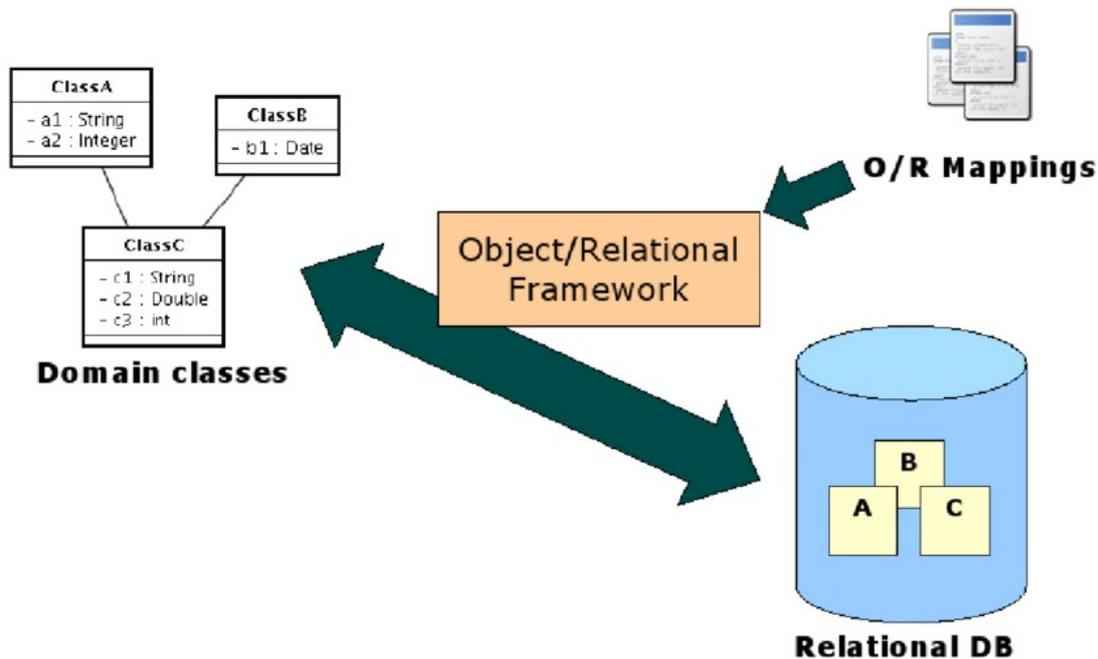 ClassA
- a1 : String
- a2 : Integer
ClassB
- b1 : Date
ClassC
- c1 : String
- c2 : Double
- c3 : int
Domain classes
O/R Mappings
Object/Relational
Framework
B
A
C
Relational DB